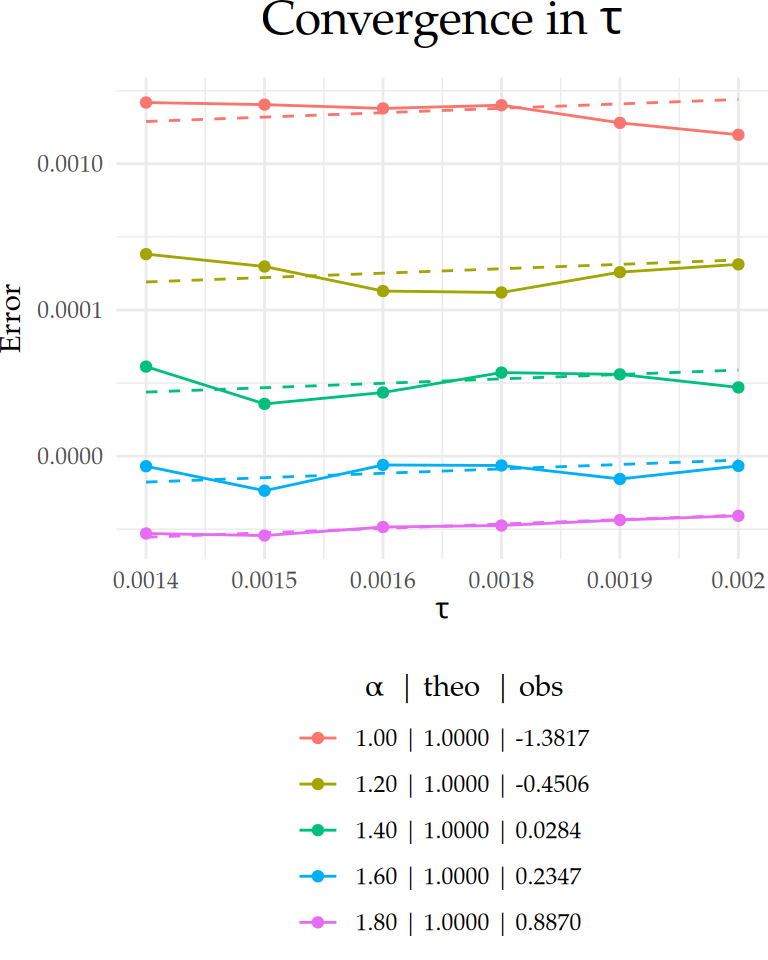 Convergence in τ
Error
0.0010
0.0001
0.0000
0.0014 0.0015 0.0016 0.0018 0.0019 0.002
τ
α | theo | obs
1.00 | 1.0000 | -1.3817
1.20 | 1.0000 | -0.4506
1.40 | 1.0000 | 0.0284
1.60 | 1.0000 | 0.2347
1.80 | 1.0000 | 0.8870